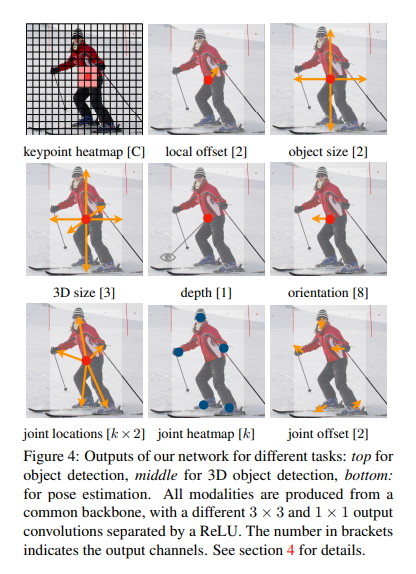 keypoint heatmap [C]
local offset [2]
object size [2]
3D size [3]
depth [1]
orientation [8]
joint locations [k × 2]
joint heatmap [k]
joint offset [2]
Figure 4: Outputs of our network for different tasks: top for
object detection, middle for 3D object detection, bottom:
for pose estimation. All modalities are produced from a
common backbone, with a different 3 × 3 and 1 × 1 output
convolutions separated by a ReLU. The number in brackets
indicates the output channels. See section 4 for details.